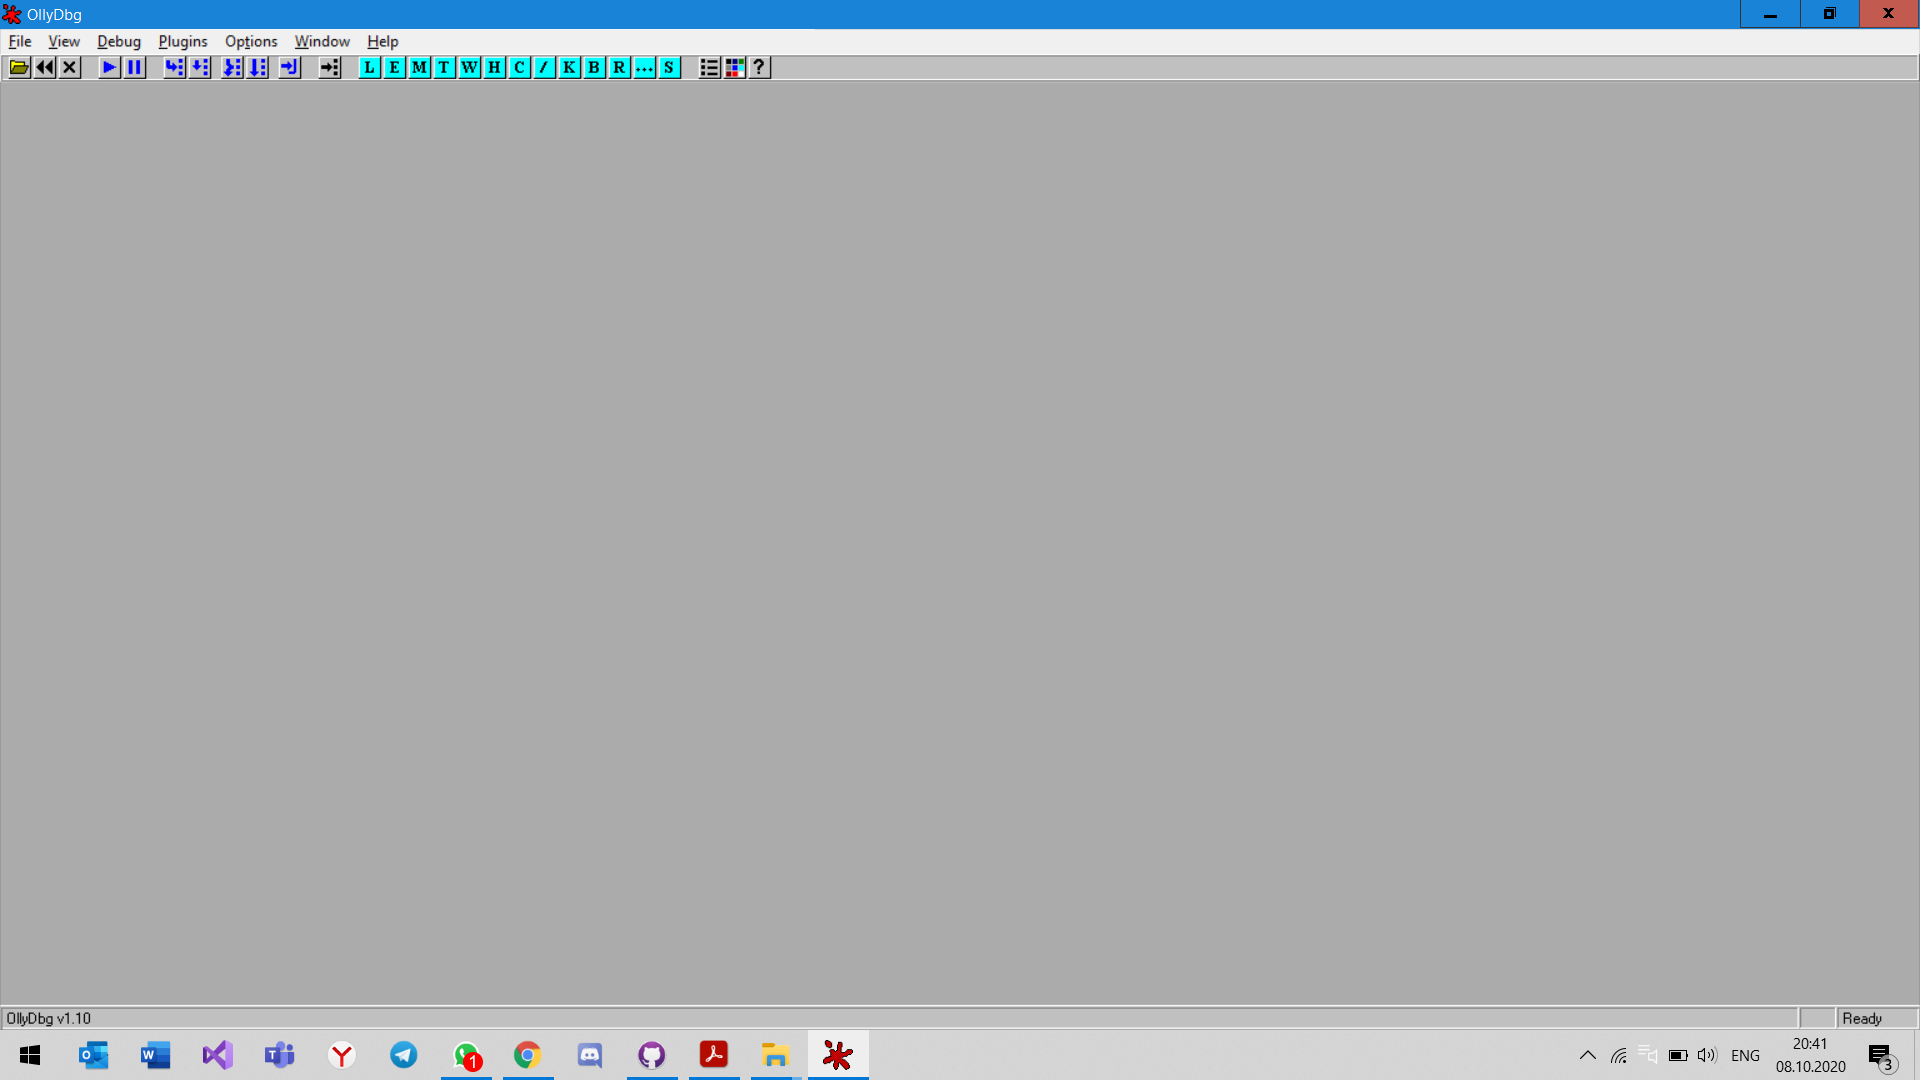 OllyDbg
File View Debug Plugins Options Window Help
L E M T W H C / K B R ... S ?
OllyDbg v1.10 Ready
1 ENG 20:41
08.10.2020 3